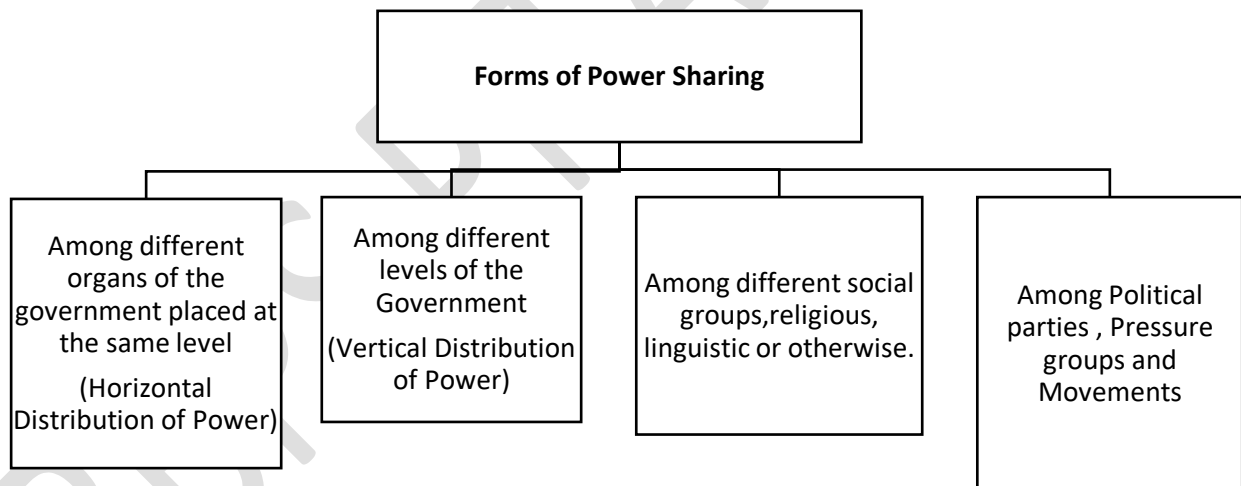 Forms of Power Sharing
Among different
organs of the
government placed at
the same level
(Horizontal
Distribution of Power)
Among different
levels of the
Government
(Vertical Distribution
of Power)
Among different social
groups,religious,
linguistic or otherwise.
Among Political
parties , Pressure
groups and
Movements